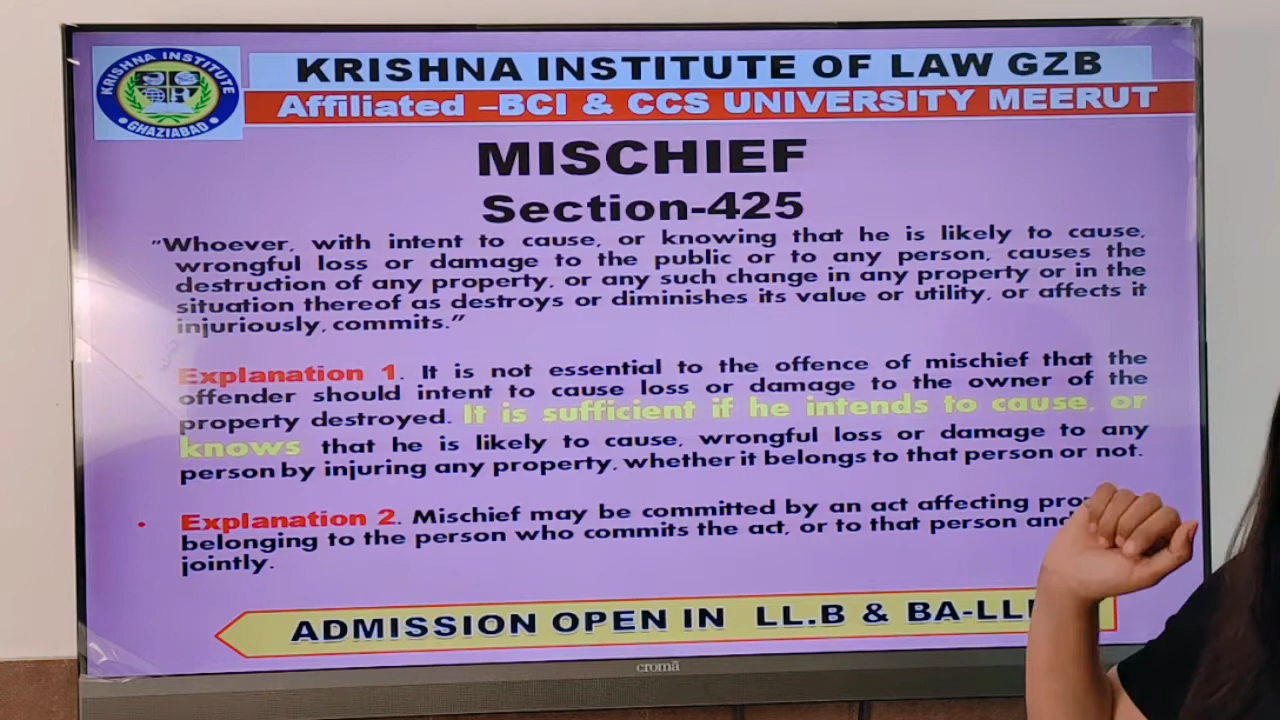 KRISHNA INSTITUTE
GHAZIABAD
KRISHNA INSTITUTE OF LAW GZB
Affiliated –BCI & CCS UNIVERSITY MEERUT
MISCHIEF
Section-425
"Whoever, with intent to cause, or knowing that he is likely to cause,
wrongful loss or damage to the public or to any person, causes the
destruction of any property, or any such change in any property or in the
situation thereof as destroys or diminishes its value or utility, or affects it
injuriously, commits."
Explanation 1. It is not essential to the offence of mischief that the
offender should intent to cause loss or damage to the owner of the
property destroyed. It is sufficient if he intends to cause, or
knows that he is likely to cause, wrongful loss or damage to any
person by injuring any property, whether it belongs to that person or not.
• Explanation 2. Mischief may be committed by an act affecting
belonging to the person who commits the act, or to that person and
jointly.
ADMISSION OPEN IN LL.B &
croma